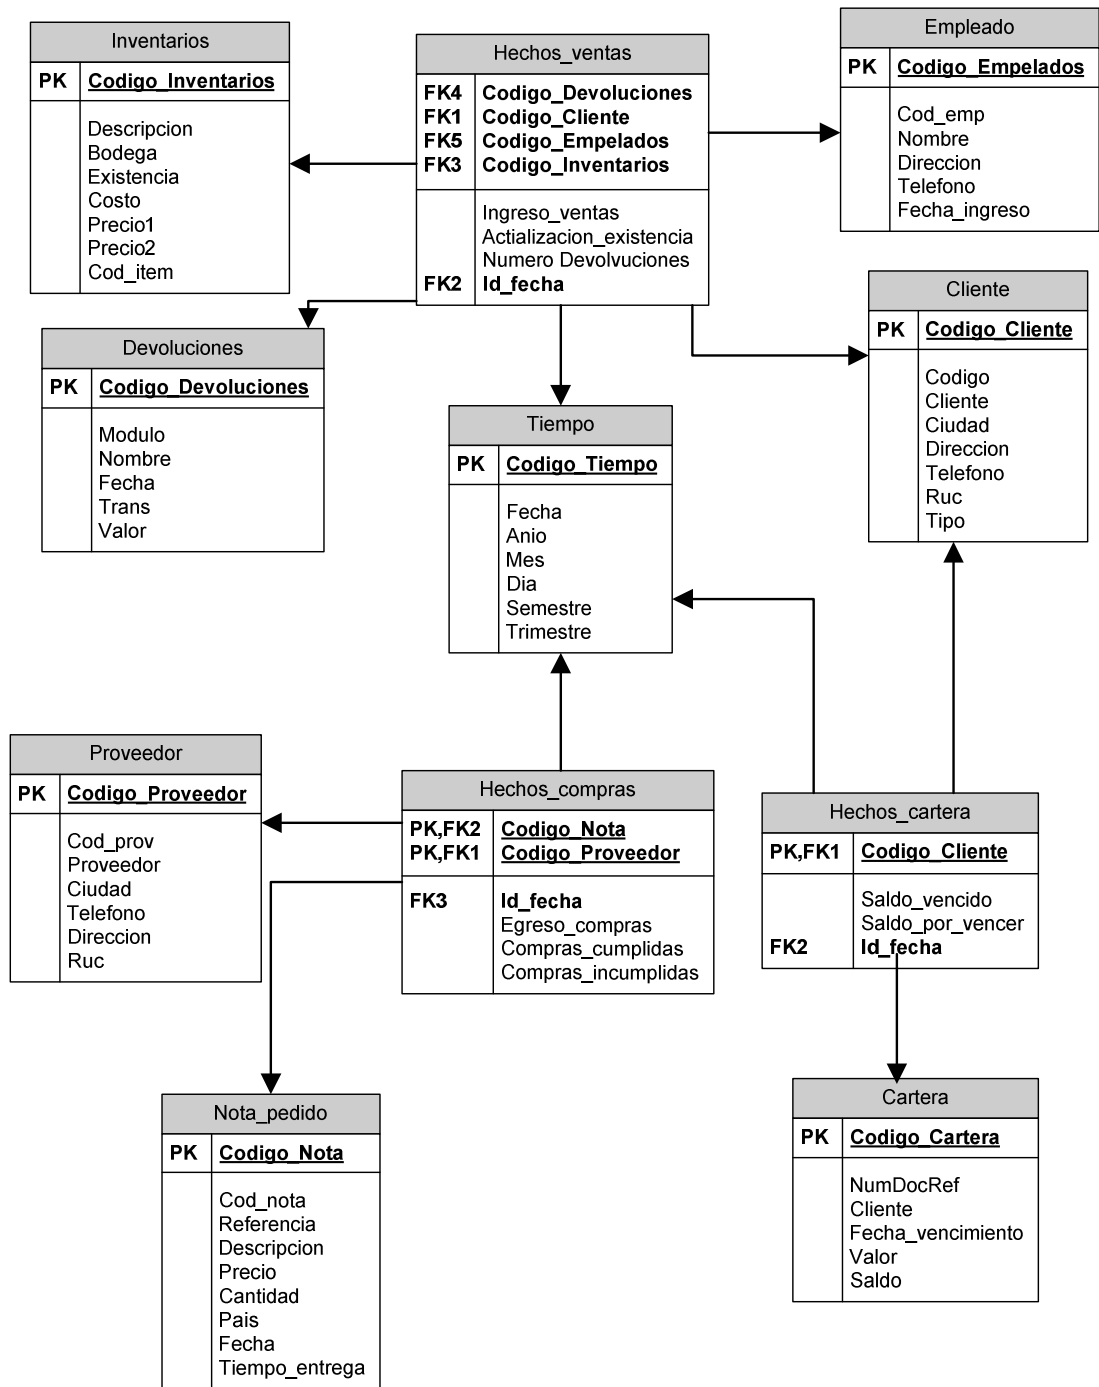 Inventarios
PK Codigo_Inventarios
Descripcion
Bodega
Existencia
Costo
Precio1
Precio2
Cod_item
Hechos_ventas
FK4 Codigo_Devoluciones
FK1 Codigo_Cliente
FK5 Codigo_Empelados
FK3 Codigo_Inventarios
Ingreso_ventas
Actializacion_existencia
Numero Devolvuciones
FK2 Id_fecha
Empleado
PK Codigo_Empelados
Cod_emp
Nombre
Direccion
Telefono
Fecha_ingreso
Devoluciones
PK Codigo_Devoluciones
Modulo
Nombre
Fecha
Trans
Valor
Tiempo
PK Codigo_Tiempo
Fecha
Anio
Mes
Dia
Semestre
Trimestre
Cliente
PK Codigo_Cliente
Codigo
Cliente
Ciudad
Direccion
Telefono
Ruc
Tipo
Proveedor
PK Codigo_Proveedor
Cod_prov
Proveedor
Ciudad
Telefono
Direccion
Ruc
Hechos_compras
PK,FK2 Codigo_Nota
PK,FK1 Codigo_Proveedor
FK3 Id_fecha
Egreso_compras
Compras_cumplidas
Compras_incumplidas
Hechos_cartera
PK,FK1 Codigo_Cliente
Saldo_vencido
Saldo_por_vencer
FK2 Id_fecha
Nota_pedido
PK Codigo_Nota
Cod_nota
Referencia
Descripcion
Precio
Cantidad
Pais
Fecha
Tiempo_entrega
Cartera
PK Codigo_Cartera
NumDocRef
Cliente
Fecha_vencimiento
Valor
Saldo